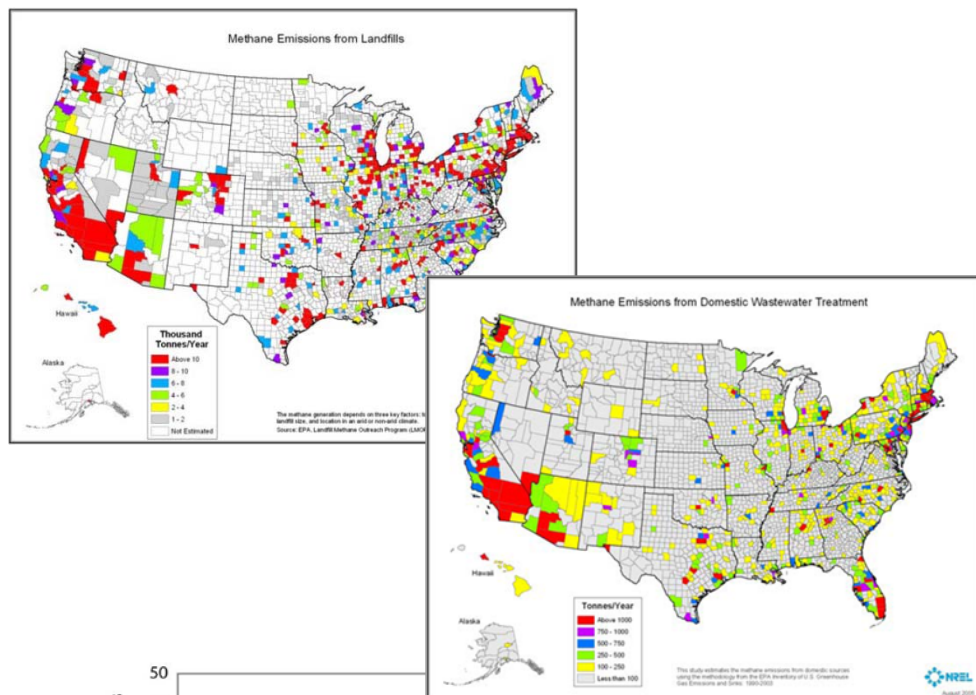 Methane Emissions from Landfills
Hawaii
Alaska
Thousand
Tonnes/Year
Above 10
8 - 10
6 - 8
4 - 6
2 - 4
1 - 2
Not Estimated
The methane generation depends on three key factors:
landfill size, and location in an arid or non-arid climate.
Source: EPA, Landfill Methane Outreach Program (LMOP
Methane Emissions from Domestic Wastewater Treatment
Hawaii
Alaska
Tonnes/Year
Above 1000
750 - 1000
500 - 750
250 - 500
100 - 250
Less than 100
This study estimates the methane emissions from domestic sources
using the methodology from the EPA Inventory of U.S. Greenhouse
Gas Emissions and Sinks: 1990-2003
NREL
50